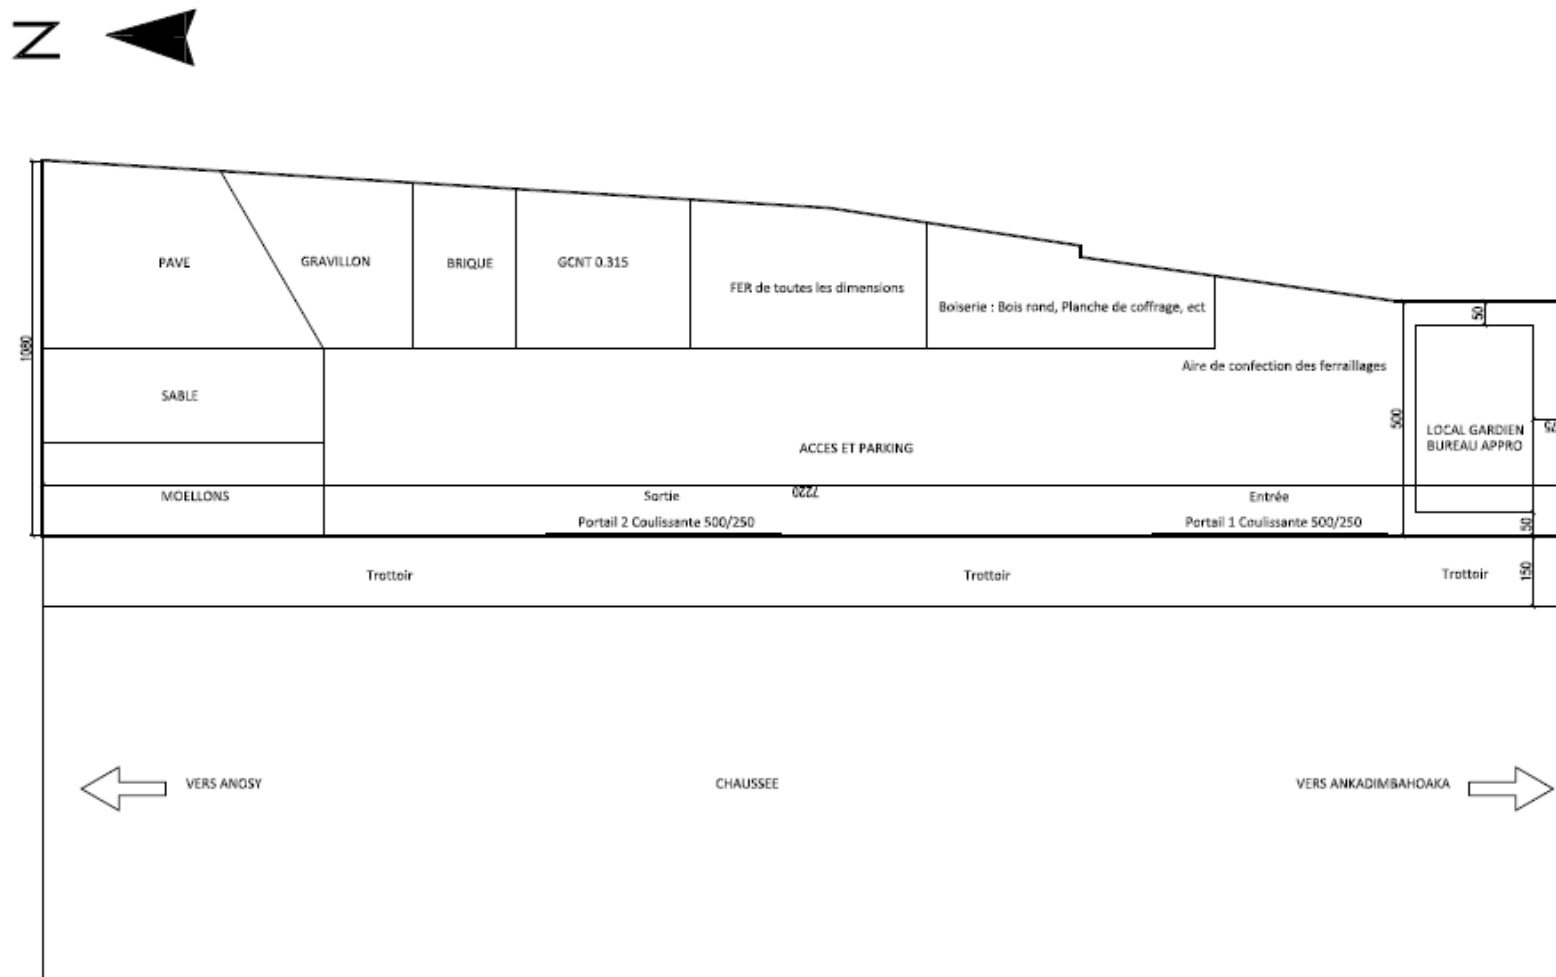 N
PAVE
GRAVILLON
BRIQUE
GCNT 0.315
FER de toutes les dimensions
Boiserie : Bois rond, Planche de coffrage, ect
50
1080
Aire de confection des ferraillages
SABLE
500
LOCAL GARDIEN
BUREAU APPRO
75
ACCES ET PARKING
MOELLONS
Sortie
7220
Entrée
Portail 2 Coulissante 500/250
Portail 1 Coulissante 500/250
50
Trottoir
Trottoir
Trottoir
150
VERS ANOSY
CHAUSSEE
VERS ANKADIMBAHOAKA